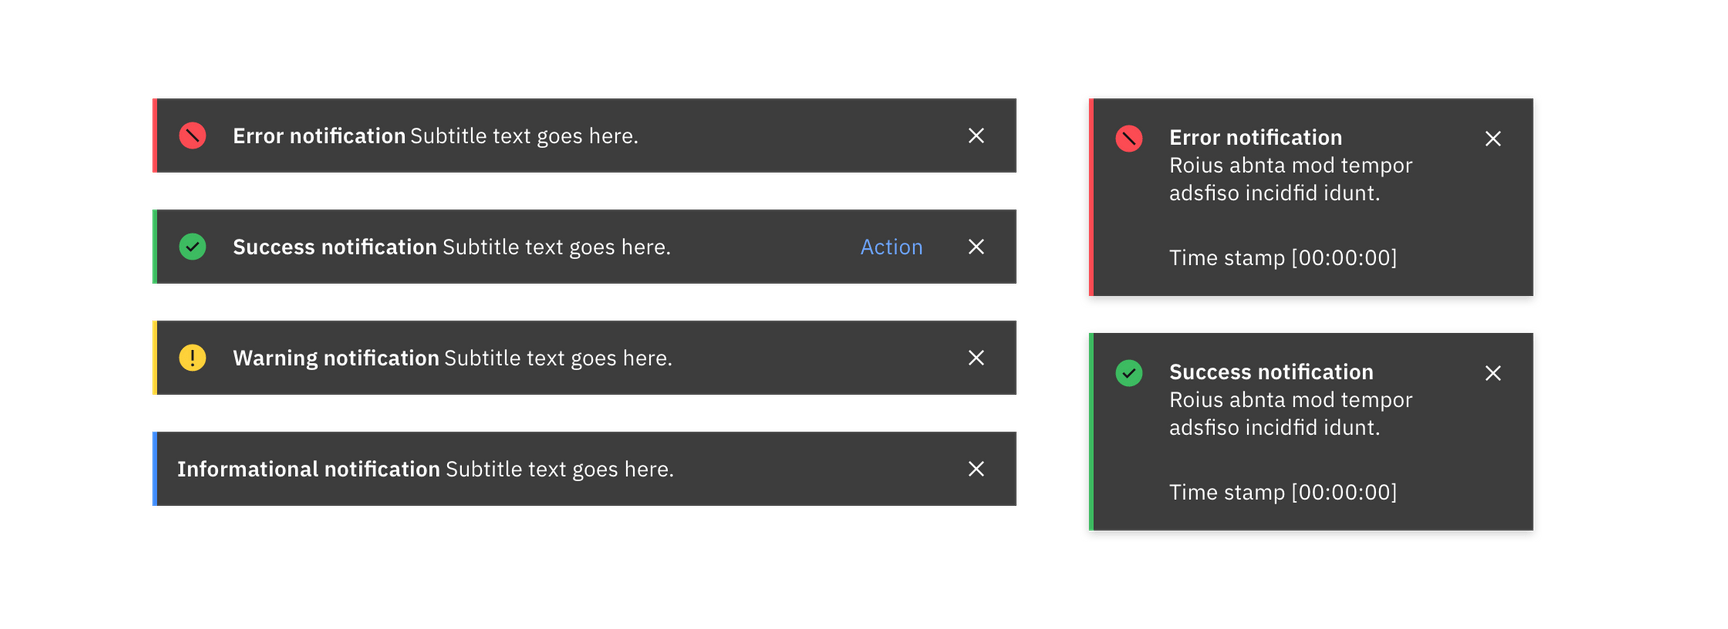 Error notification Subtitle text goes here.
Success notification Subtitle text goes here. Action
Warning notification Subtitle text goes here.
Informational notification Subtitle text goes here.
Error notification
Roius abnta mod tempor
adsfiso incidfid idunt.
Time stamp [00:00:00]
Success notification
Roius abnta mod tempor
adsfiso incidfid idunt.
Time stamp [00:00:00]